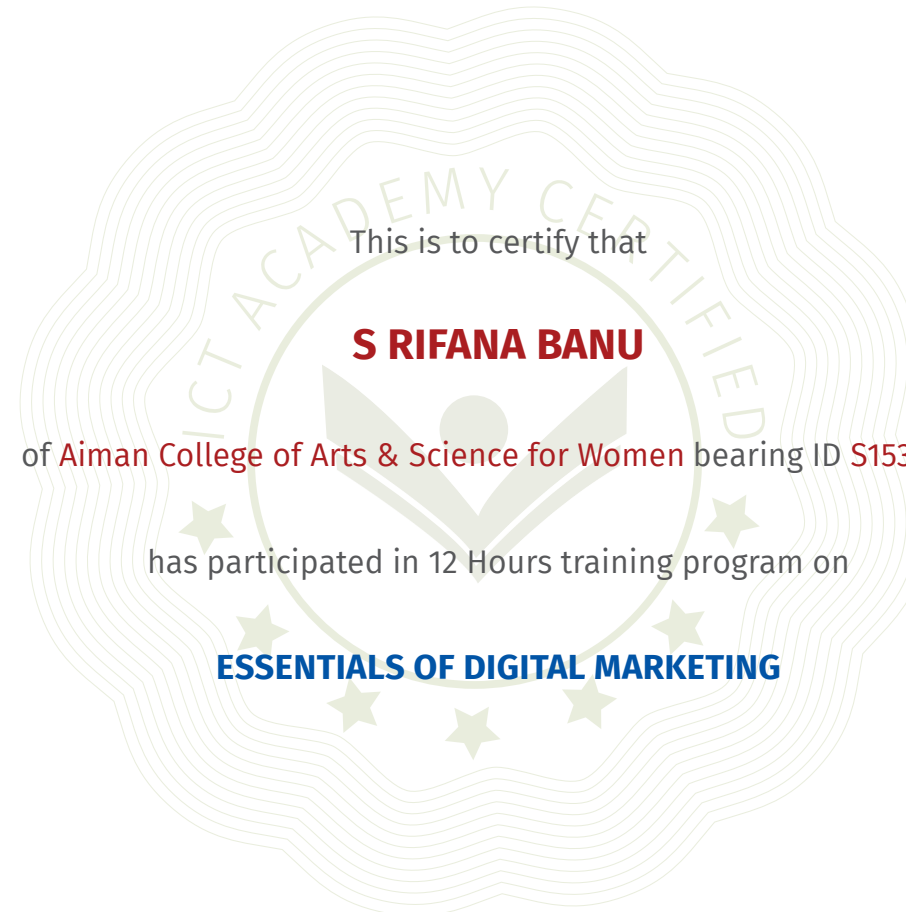 ICT ACADEMY CERTIFIED
This is to certify that
S RIFANA BANU
of Aiman College of Arts & Science for Women bearing ID S153
has participated in 12 Hours training program on
ESSENTIALS OF DIGITAL MARKETING